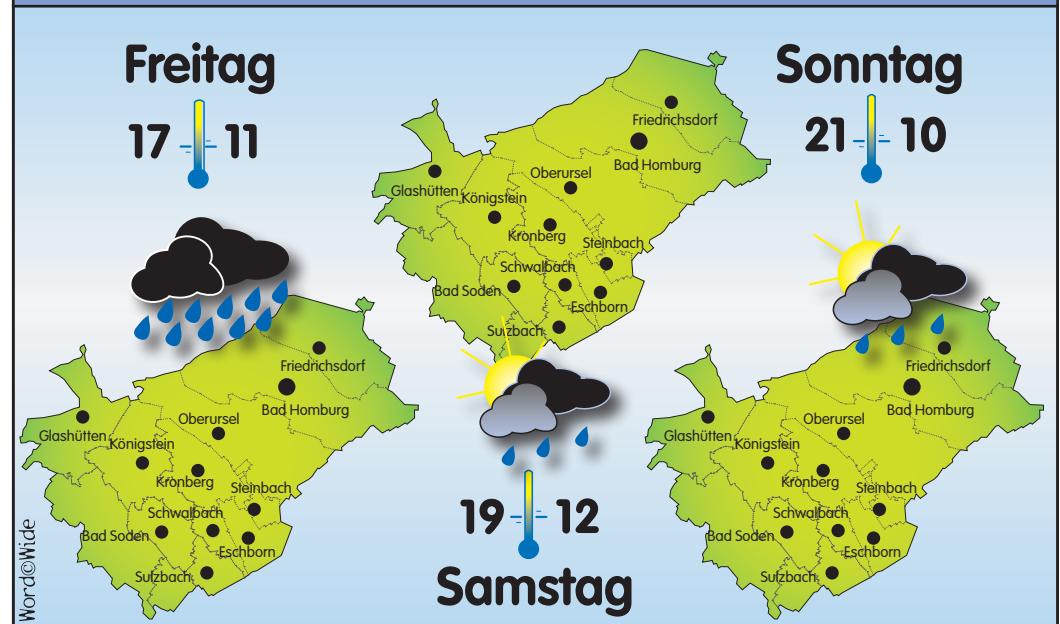 Freitag
17 11
Friedrichsdorf
Bad Homburg
Oberursel
Glashütten
Königstein
Kronberg
Steinbach
Schwalbach
Bad Soden
Eschborn
Sulzbach
Samstag
19 12
Friedrichsdorf
Bad Homburg
Oberursel
Glashütten
Königstein
Kronberg
Steinbach
Schwalbach
Bad Soden
Eschborn
Sulzbach
Sonntag
21 10
Friedrichsdorf
Bad Homburg
Oberursel
Glashütten
Königstein
Kronberg
Steinbach
Schwalbach
Bad Soden
Eschborn
Sulzbach
Word©Wide